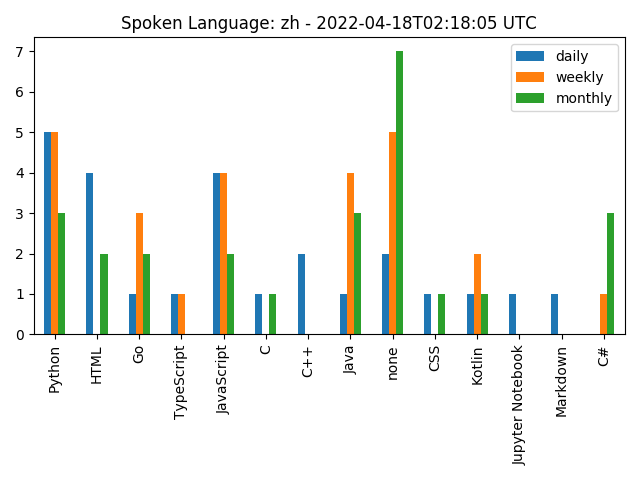 Spoken Language: zh - 2022-04-18T02:18:05 UTC
daily
weekly
monthly
7
6
5
4
3
2
1
0
Python
HTML
Go
TypeScript
JavaScript
C
C++
Java
none
CSS
Kotlin
Jupyter Notebook
Markdown
C#